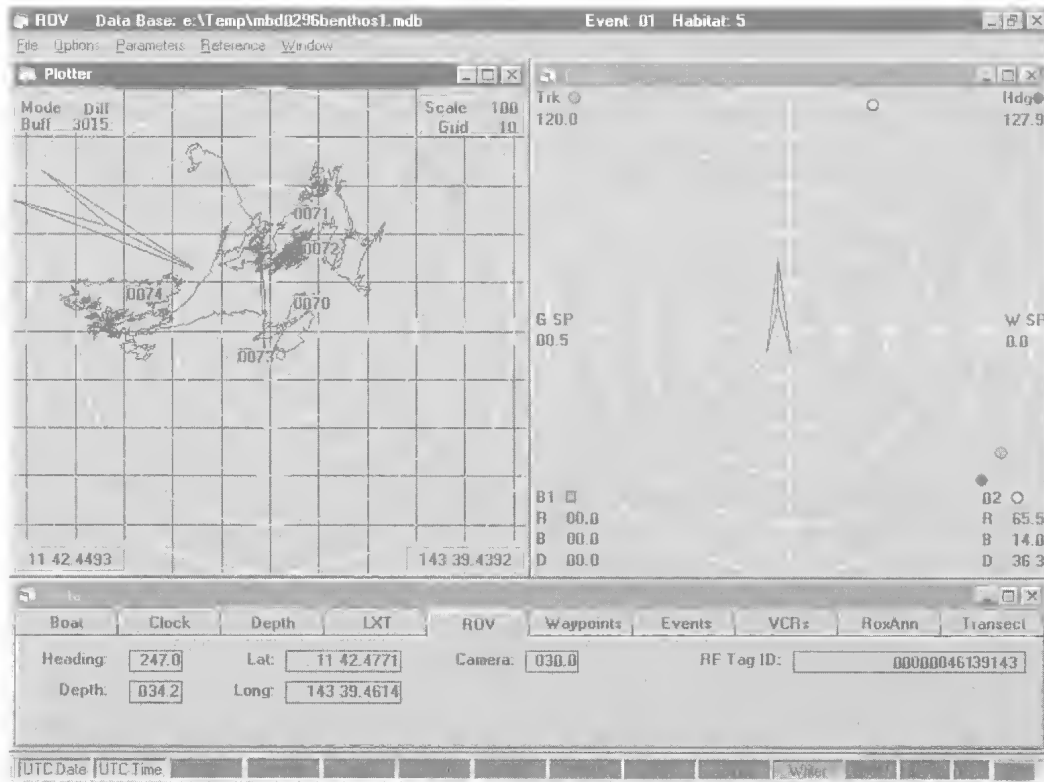 ROV Data Base: e:\Temp\mbd0296benthos1.mdb Event 01 Habitat: 5
File Options Parameters Reference Window
Plotter
Mode Diff
Buff 3015
Scale 100
Grid 10
0071
0072
0074
0070
0073
11 42.4493
143 39.4392
Trk
120.0
Hdg
127.9
G SP
00.5
W SP
0.0
B1
R 00.0
B 00.0
D 00.0
B2
R 65.5
B 14.0
D 36.3
Boat Clock Depth LXT ROV Waypoints Events VCRs RoxAnn Transect
Heading: 247.0 Lat: 11 42.4771 Camera: 030.0 RF Tag ID: 00000046139143
Depth: 034.2 Long: 143 39.4614
UTC Date UTC Time